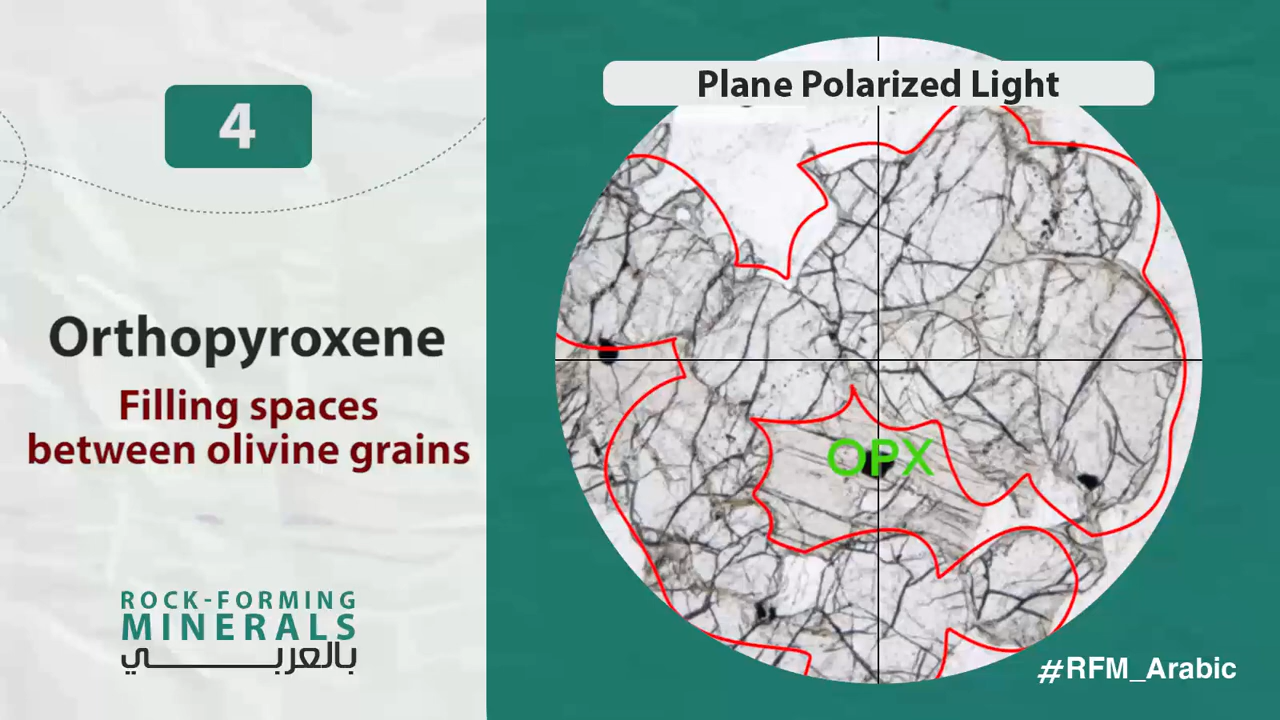 4
Orthopyroxene
Filling spaces
between olivine grains
ROCK-FORMING
MINERALS
بالعربي
Plane Polarized Light
OPX
#RFM_Arabic